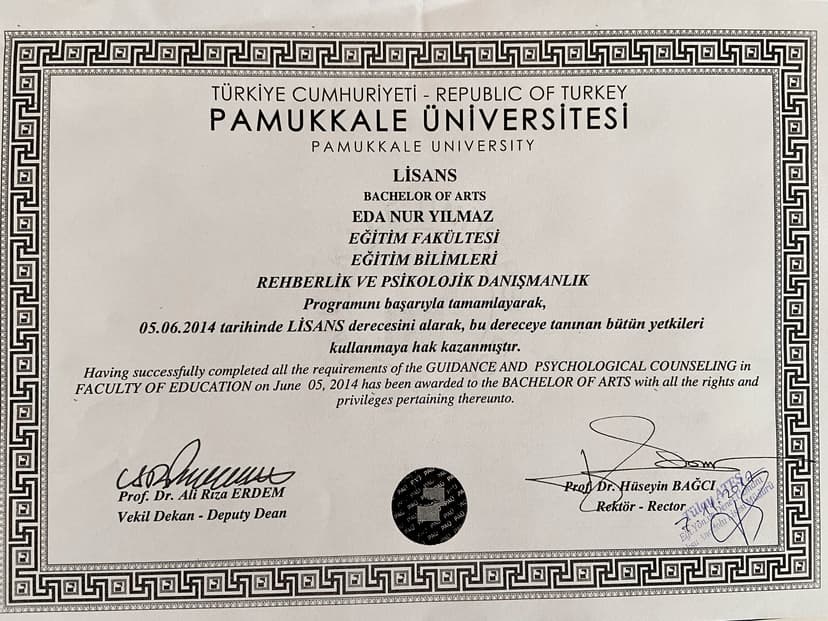 TÜRKİYE CUMHURİYETİ - REPUBLIC OF TURKEY
PAMUKKALE ÜNİVERSİTESİ
PAMUKKALE UNIVERSITY
LİSANS
BACHELOR OF ARTS
EDA NUR YILMAZ
EĞİTİM FAKÜLTESİ
EĞİTİM BİLİMLERİ
REHBERLİK VE PSİKOLOJİK DANIŞMANLIK
Programını başarıyla tamamlayarak,
05.06.2014 tarihinde LİSANS derecesini alarak, bu dereceye tanınan bütün yetkileri
kullanmaya hak kazanmıştır.
Having successfully completed all the requirements of the GUIDANCE AND PSYCHOLOGICAL COUNSELING in
FACULTY OF EDUCATION on June 05, 2014 has been awarded to the BACHELOR OF ARTS with all the rights and
privileges pertaining thereunto.
Prof. Dr. Ali Rıza ERDEM
Vekil Dekan - Deputy Dean
Prof. Dr. Hüseyin BAĞCI
Rektör - Rector
Tülay ATEŞ